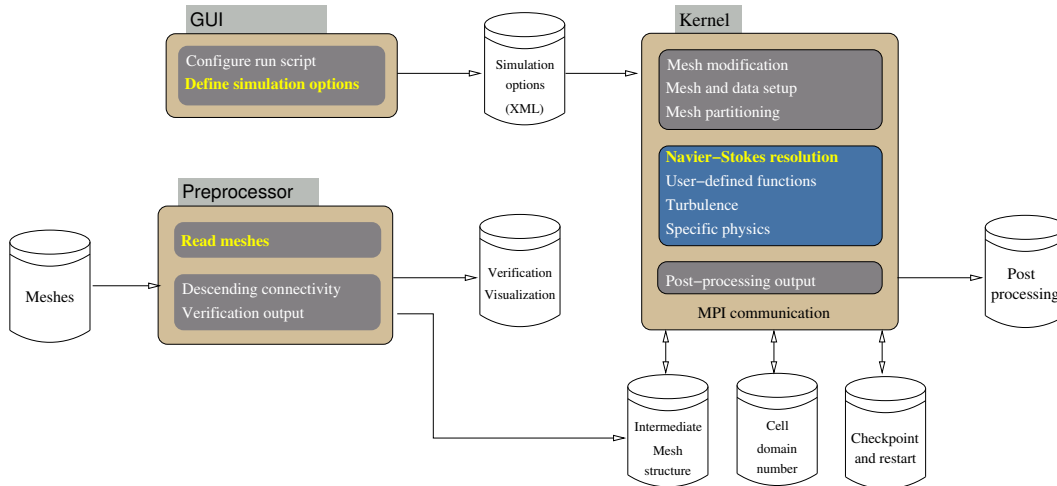 GUI
Configure run script
Define simulation options
Simulation
options
(XML)
Kernel
Mesh modification
Mesh and data setup
Mesh partitioning
Navier−Stokes resolution
User−defined functions
Turbulence
Specific physics
Post−processing output
MPI communication
Preprocessor
Read meshes
Descending connectivity
Verification output
Meshes
Verification
Visualization
Post
processing
Intermediate
Mesh
structure
Cell
domain
number
Checkpoint
and restart